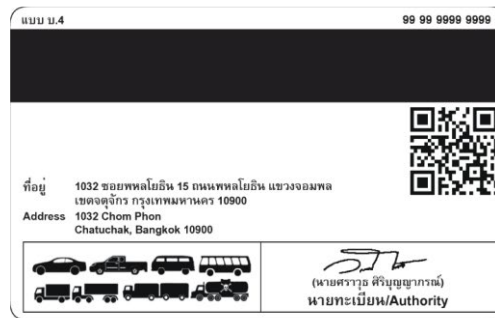 แบบ บ.4
99 99 9999 9999
ที่อยู่ 1032 ซอยพหลโยธิน 15 ถนนพหลโยธิน แขวงจอมพล
เขตจตุจักร กรุงเทพมหานคร 10900
Address 1032 Chom Phon
Chatuchak, Bangkok 10900
(นายศราวุธ ศิริบุญญากรณ์)
นายทะเบียน/Authority